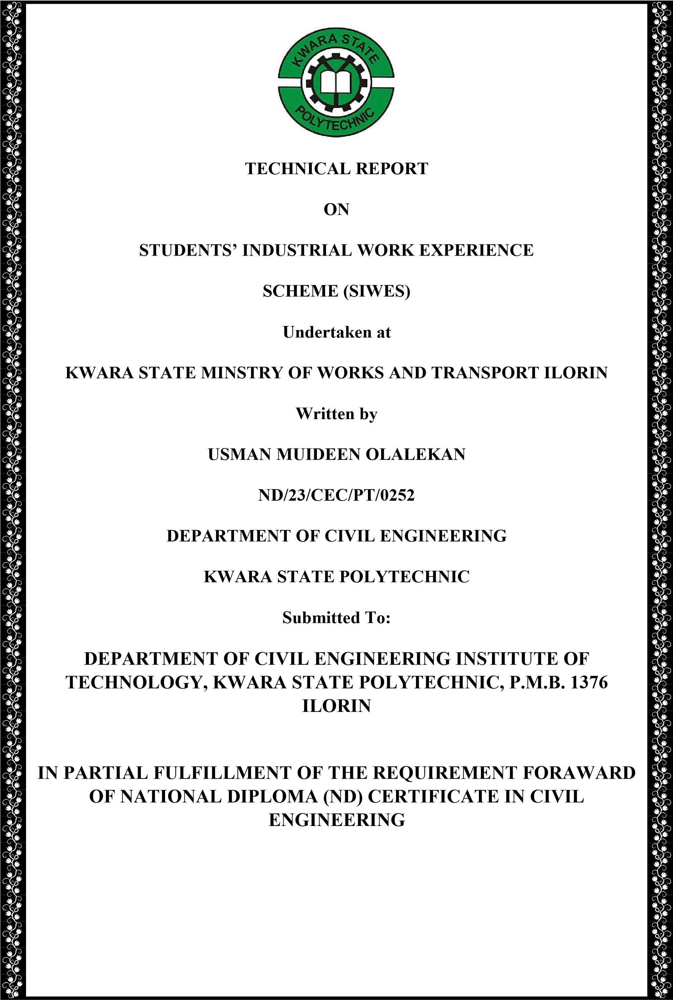 KWARA STATE
POLYTECHNIC
TECHNICAL REPORT
ON
STUDENTS’ INDUSTRIAL WORK EXPERIENCE
SCHEME (SIWES)
Undertaken at
KWARA STATE MINSTRY OF WORKS AND TRANSPORT ILORIN
Written by
USMAN MUIDEEN OLALEKAN
ND/23/CEC/PT/0252
DEPARTMENT OF CIVIL ENGINEERING
KWARA STATE POLYTECHNIC
Submitted To:
DEPARTMENT OF CIVIL ENGINEERING INSTITUTE OF
TECHNOLOGY, KWARA STATE POLYTECHNIC, P.M.B. 1376
ILORIN
IN PARTIAL FULFILLMENT OF THE REQUIREMENT FORAWARD
OF NATIONAL DIPLOMA (ND) CERTIFICATE IN CIVIL
ENGINEERING